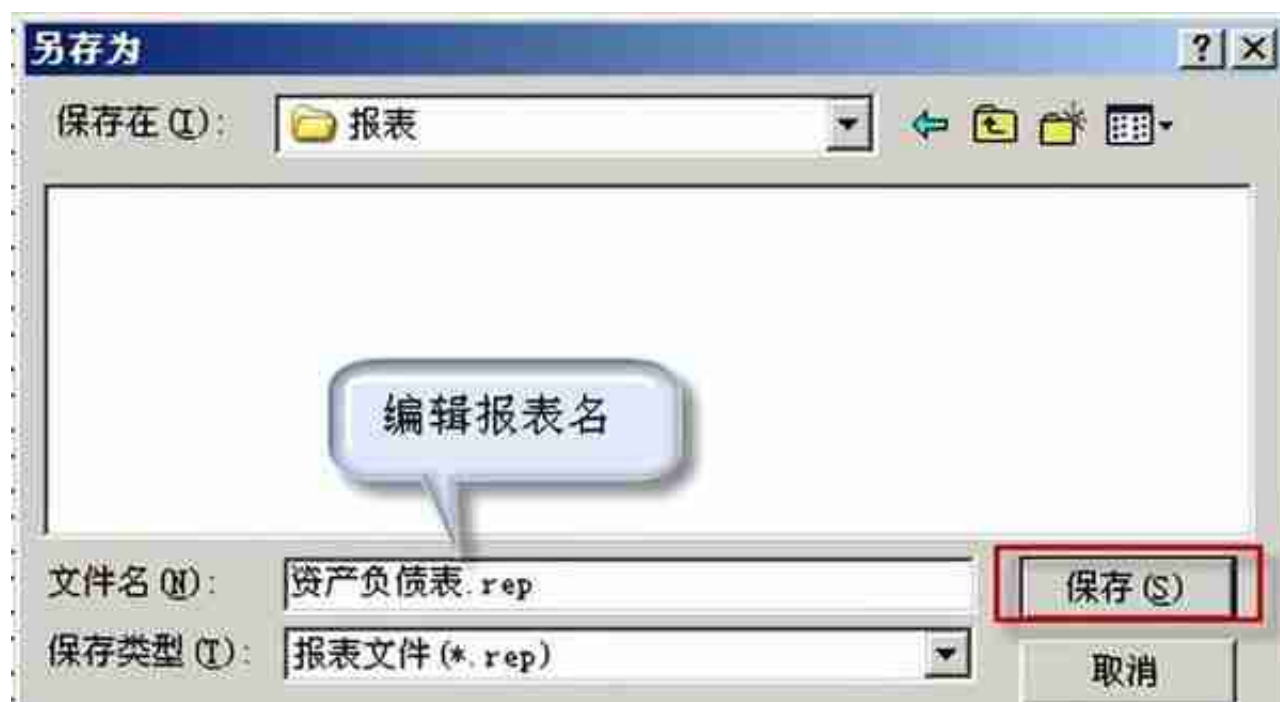 另存为
保存在(I):
报表
编辑报表名
文件名(N):
资产负债表.rep
保存(S)
保存类型(T):
报表文件(*.rep)
取消